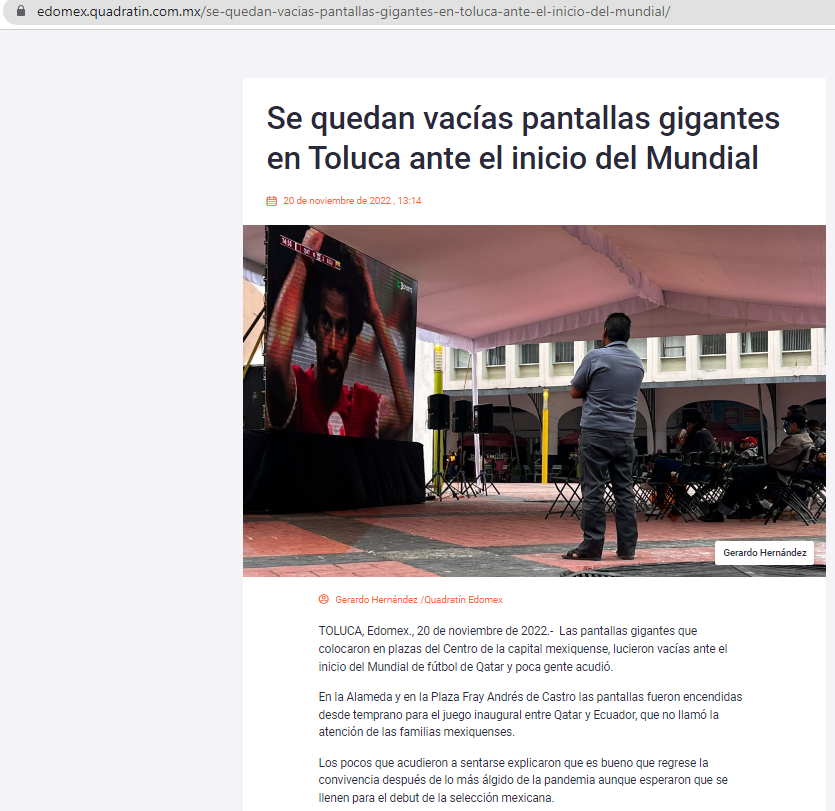 edomex.quadratin.com.mx/se-quedan-vacias-pantallas-gigantes-en-toluca-ante-el-inicio-del-mundial/
Se quedan vacías pantallas gigantes
en Toluca ante el inicio del Mundial
20 de noviembre de 2022 , 13:14
Gerardo Hernández
Gerardo Hernández /Quadratín Edomex
TOLUCA, Edomex., 20 de noviembre de 2022.- Las pantallas gigantes que
colocaron en plazas del Centro de la capital mexiquense, lucieron vacías ante el
inicio del Mundial de fútbol de Qatar y poca gente acudió.
En la Alameda y en la Plaza Fray Andrés de Castro las pantallas fueron encendidas
desde temprano para el juego inaugural entre Qatar y Ecuador, que no llamó la
atención de las familias mexiquenses.
Los pocos que acudieron a sentarse explicaron que es bueno que regrese la
convivencia después de lo más álgido de la pandemia aunque esperaron que se
llenen para el debut de la selección mexicana.